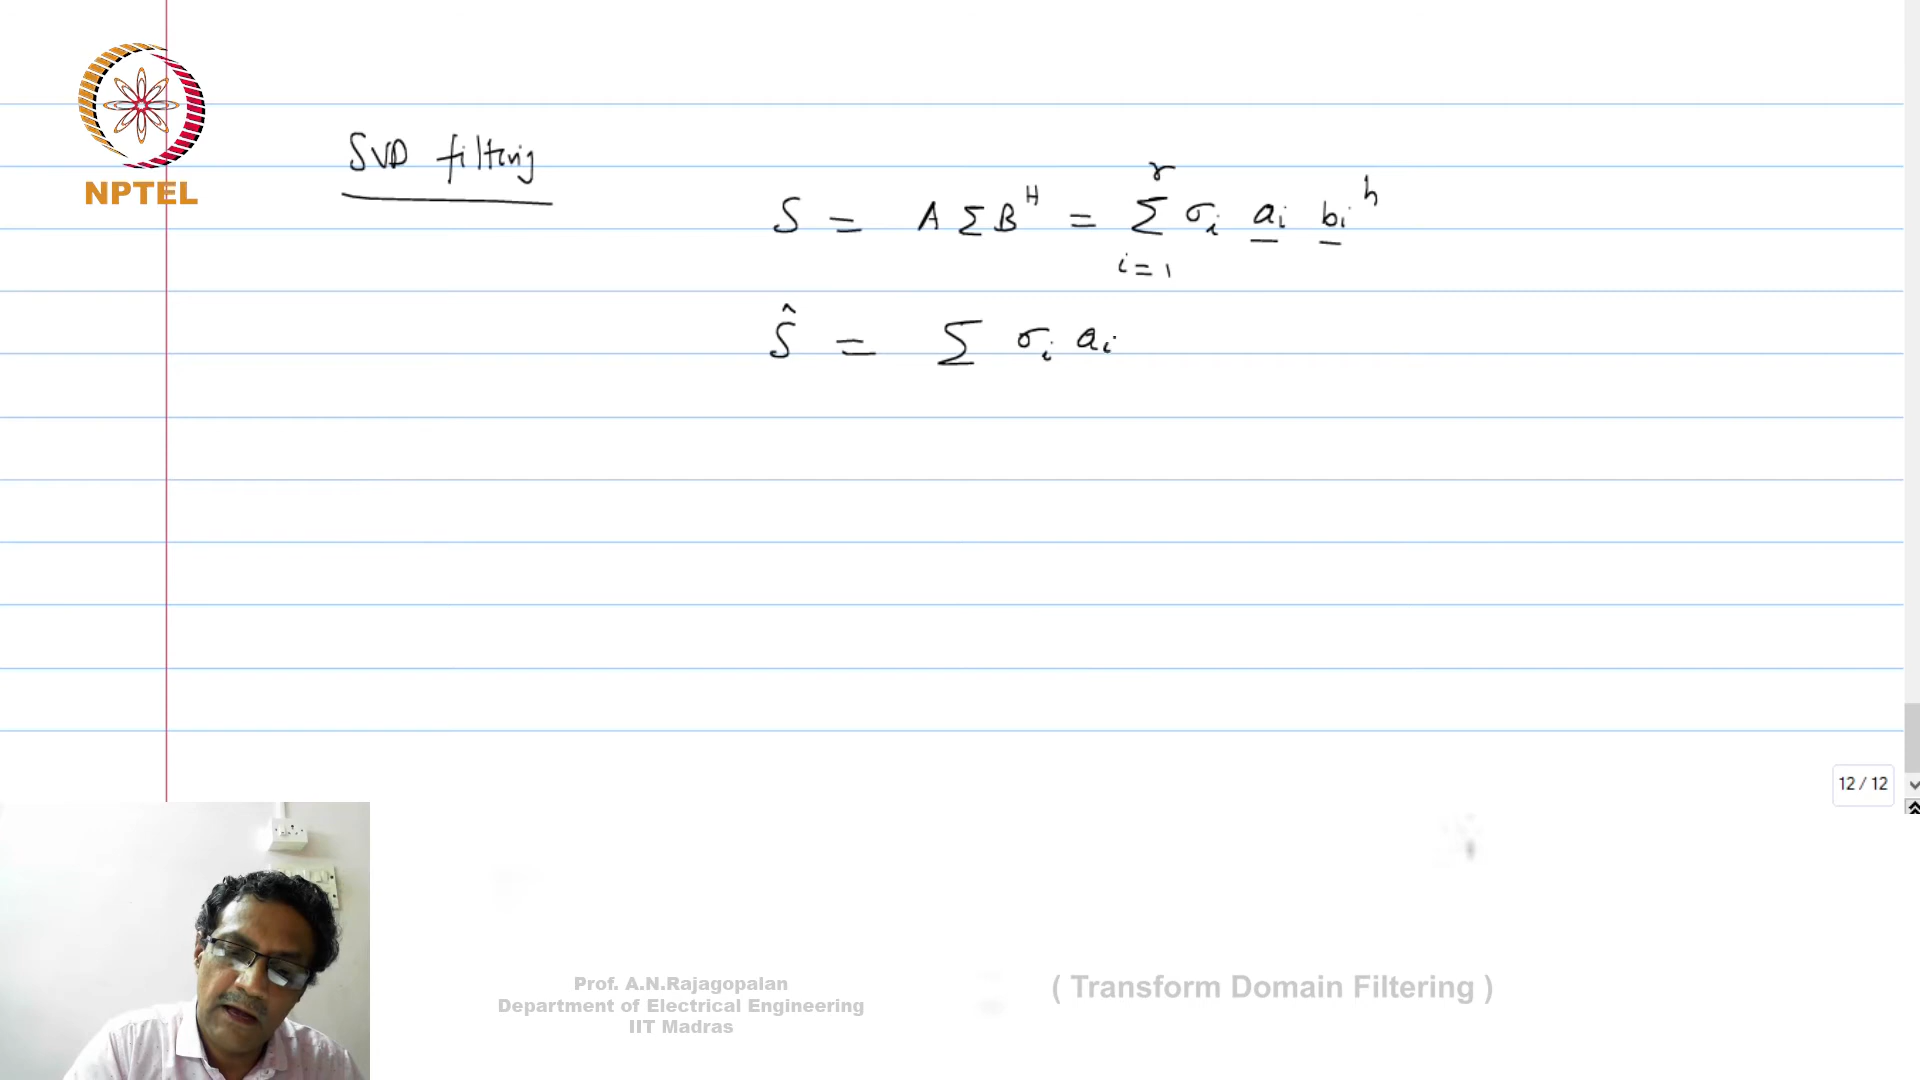 NPTEL
SVD filtering
S = A Σ B^H = Σ_{i=1}^{r} σ_i a_i b_i^h
Ŝ = Σ σ_i a_i
12 / 12
Prof. A.N.Rajagopalan
Department of Electrical Engineering
IIT Madras
( Transform Domain Filtering )